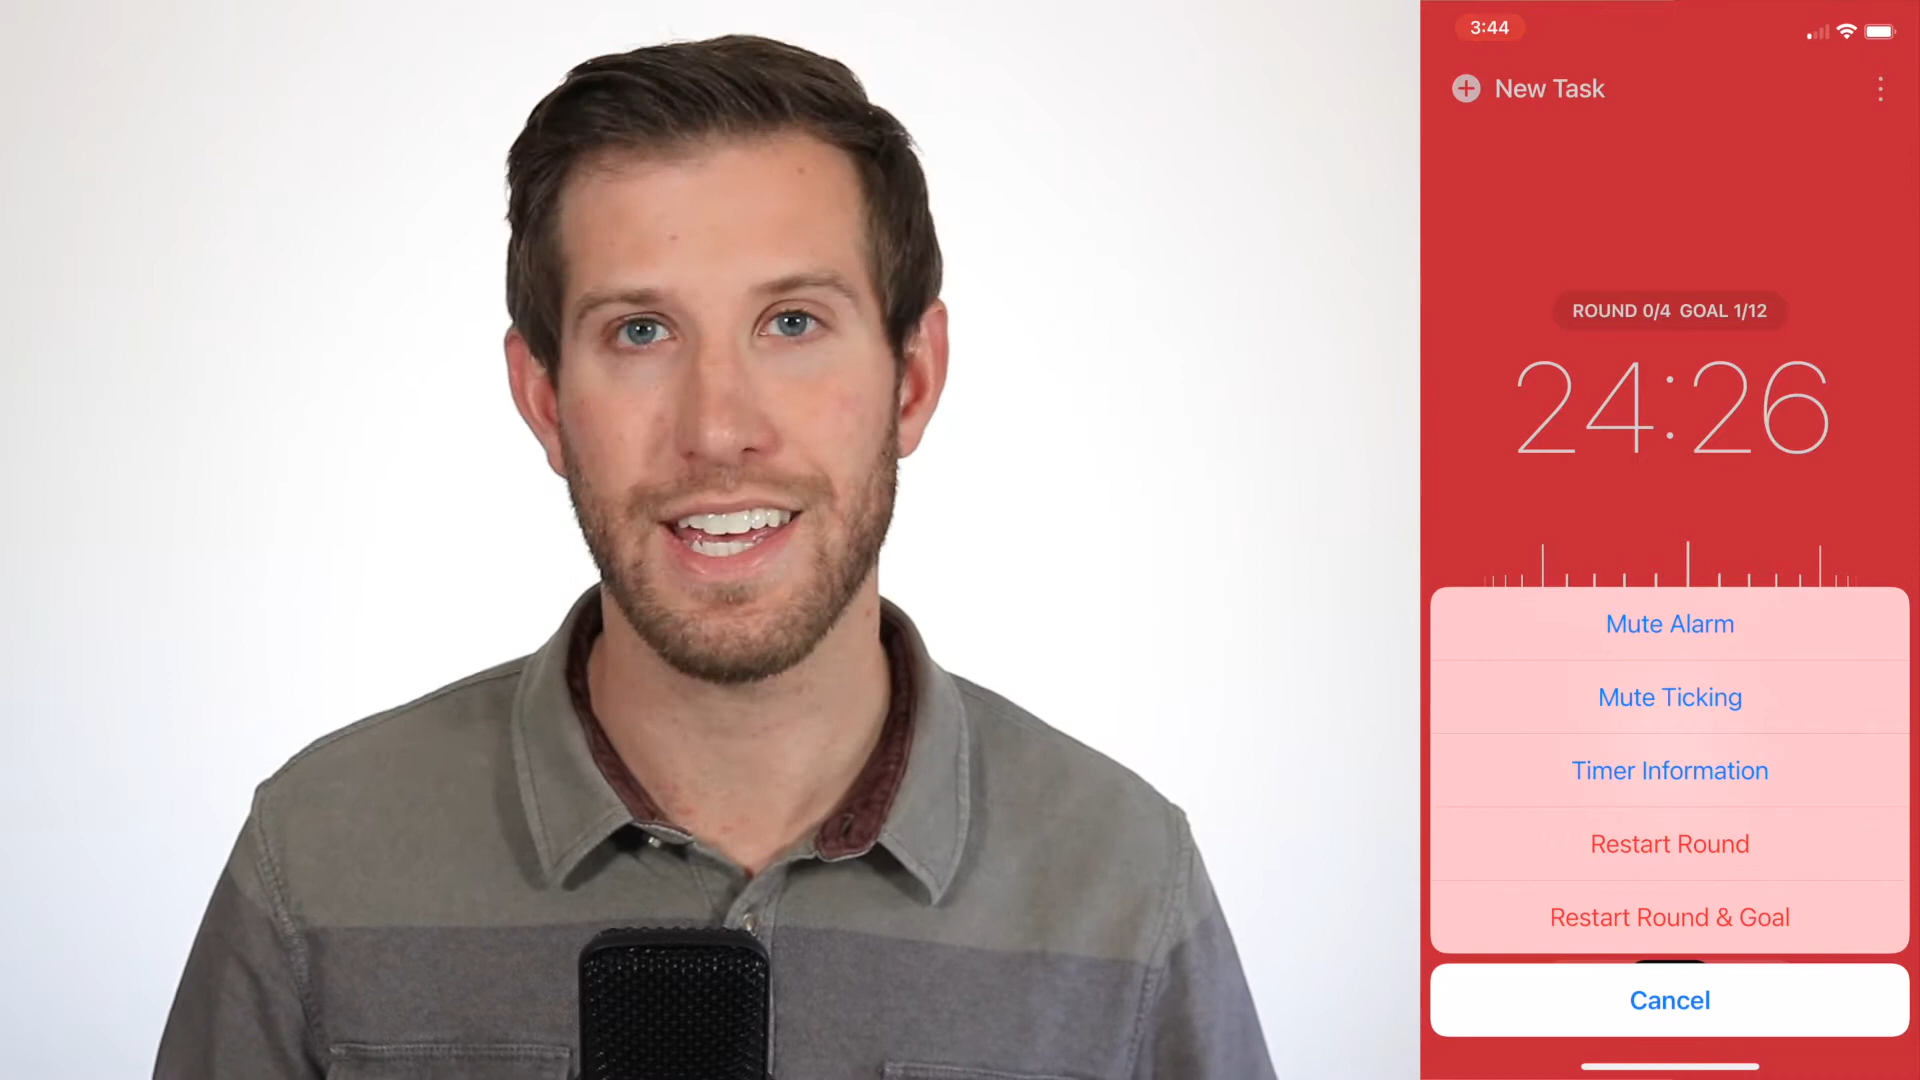 3:44
New Task
ROUND 0/4 GOAL 1/12
24:26
Mute Alarm
Mute Ticking
Timer Information
Restart Round
Restart Round & Goal
Cancel